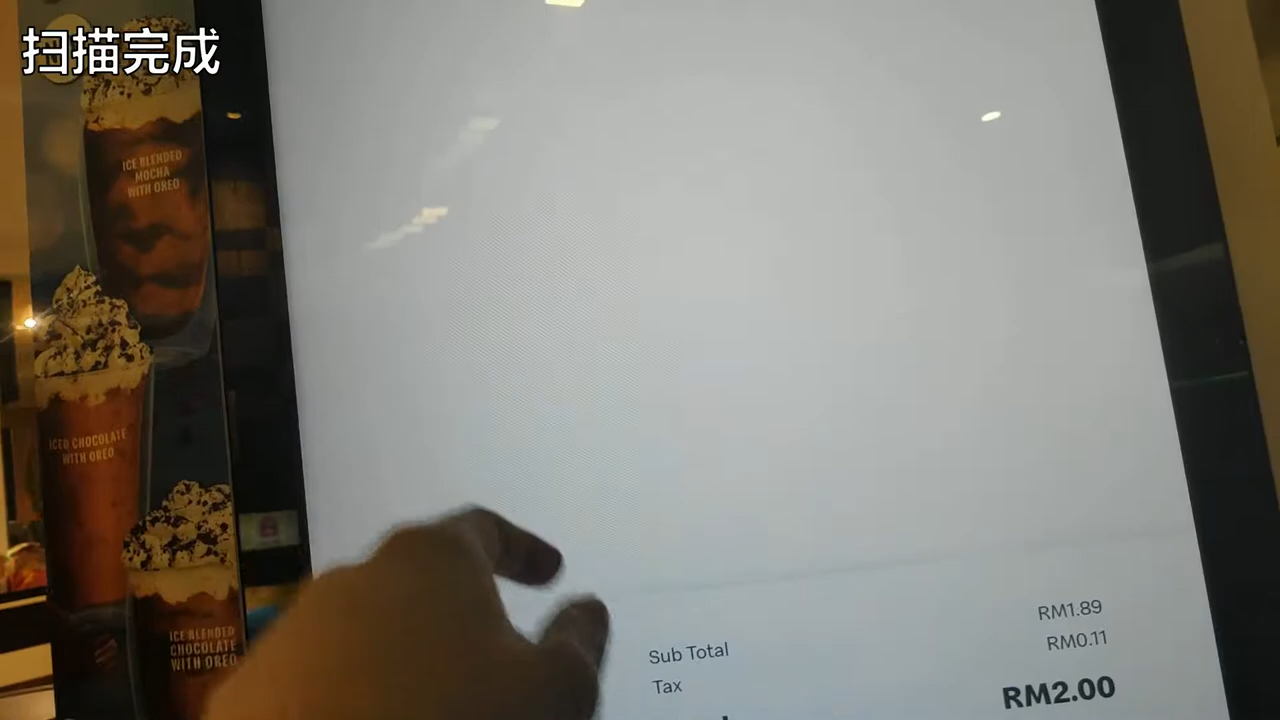 扫描完成
ICE BLENDED
MOCHA
WITH OREO
ICED CHOCOLATE
WITH OREO
ICE BLENDED
CHOCOLATE
WITH OREO
Sub Total RM1.89
Tax RM0.11
RM2.00